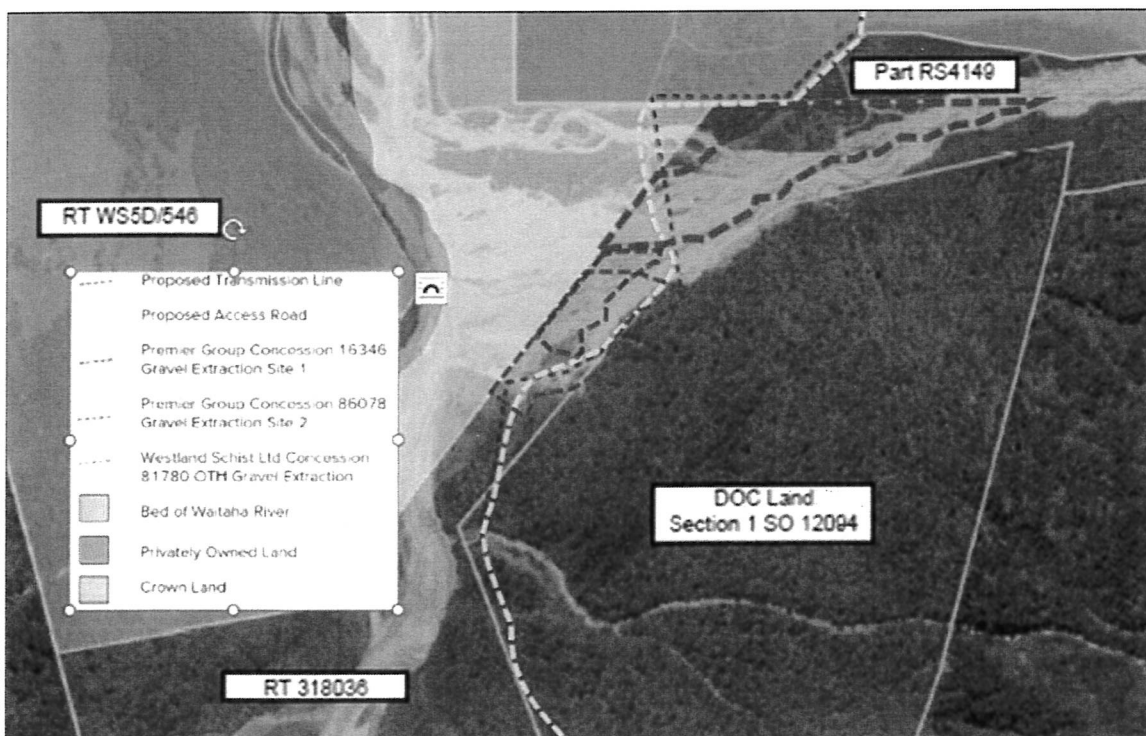 Part RS4149
RT WS5D/546
Proposed Transmission Line
Proposed Access Road
Premier Group Concession 16346
Gravel Extraction Site 1
Premier Group Concession 86078
Gravel Extraction Site 2
Westland Schist Ltd Concession
81780 OTH Gravel Extraction
Bed of Waitaha River
Privately Owned Land
Crown Land
DOC Land
Section 1 SO 12094
RT 318036